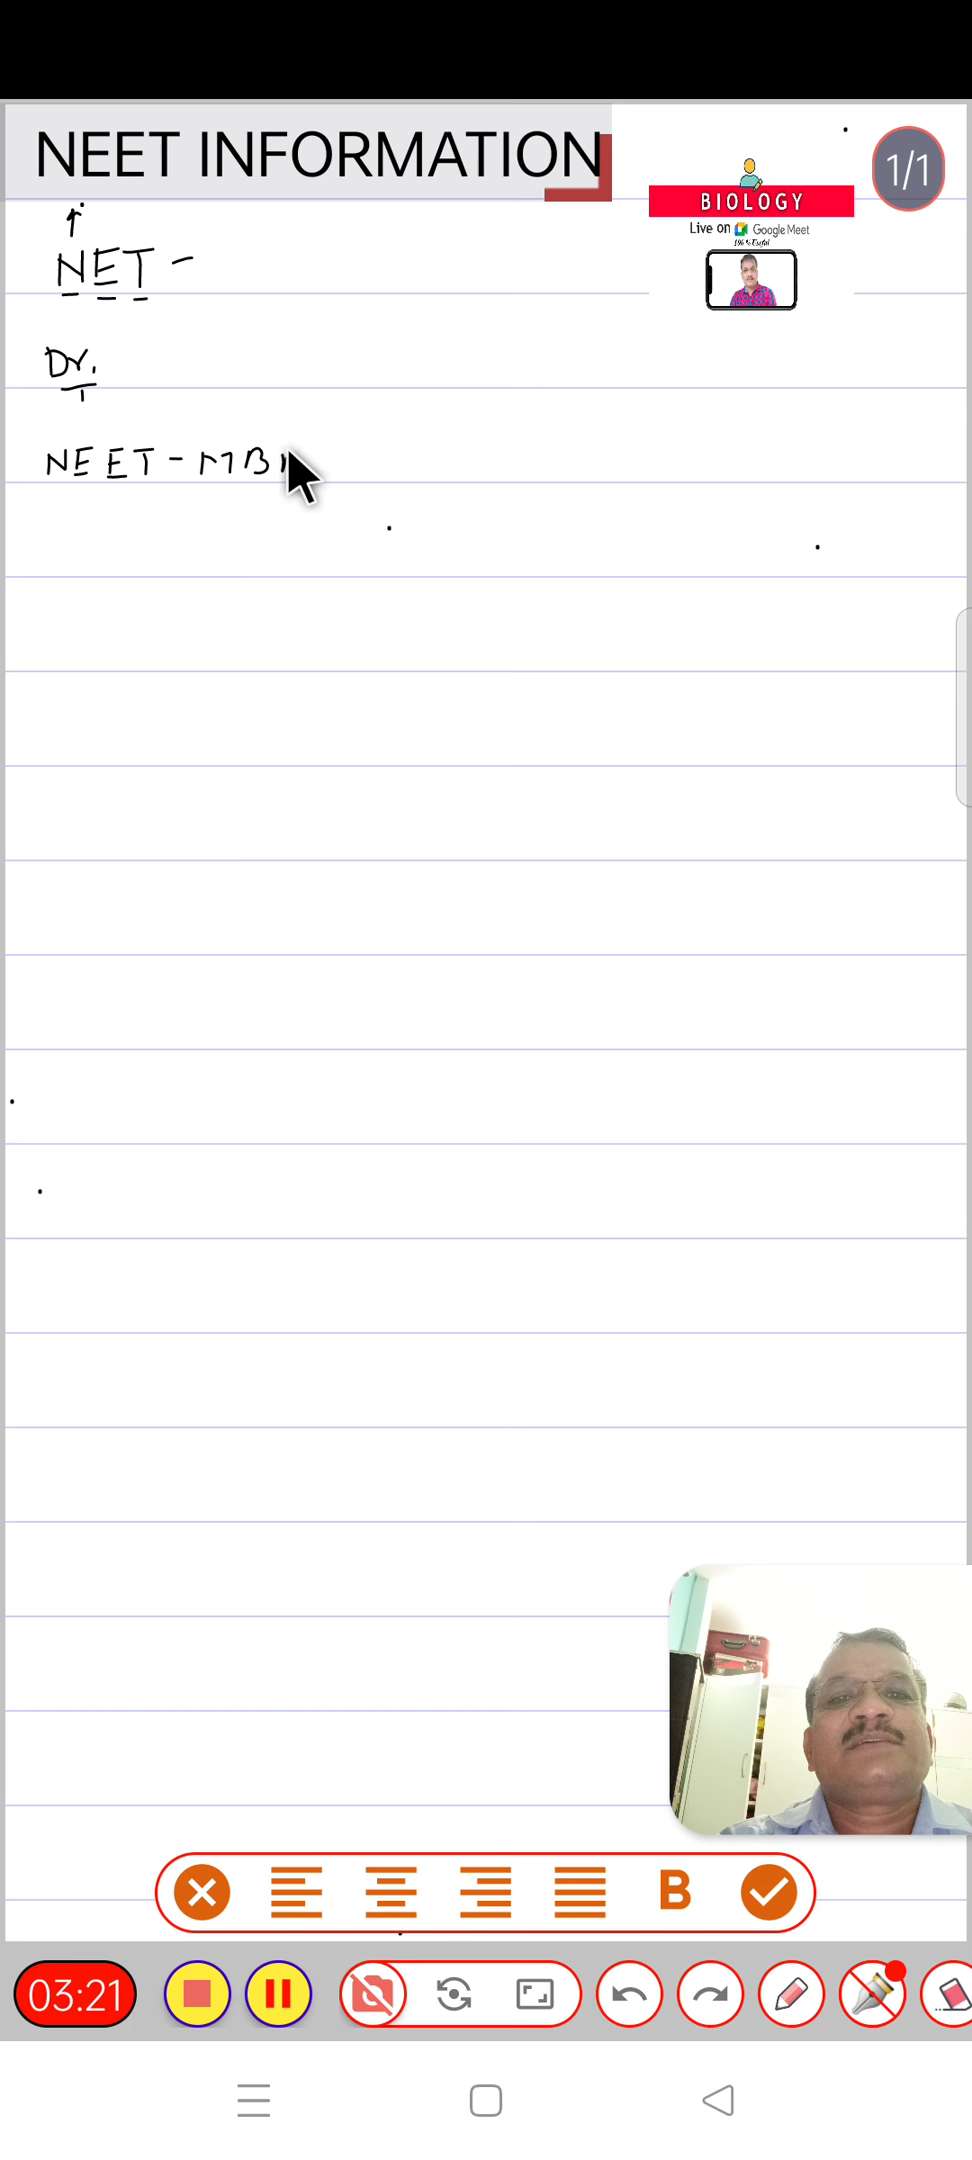 NEET INFORMATION
1/1
BIOLOGY
Live on Google Meet
NET -
Dr.
NEET - MB
B
03:21